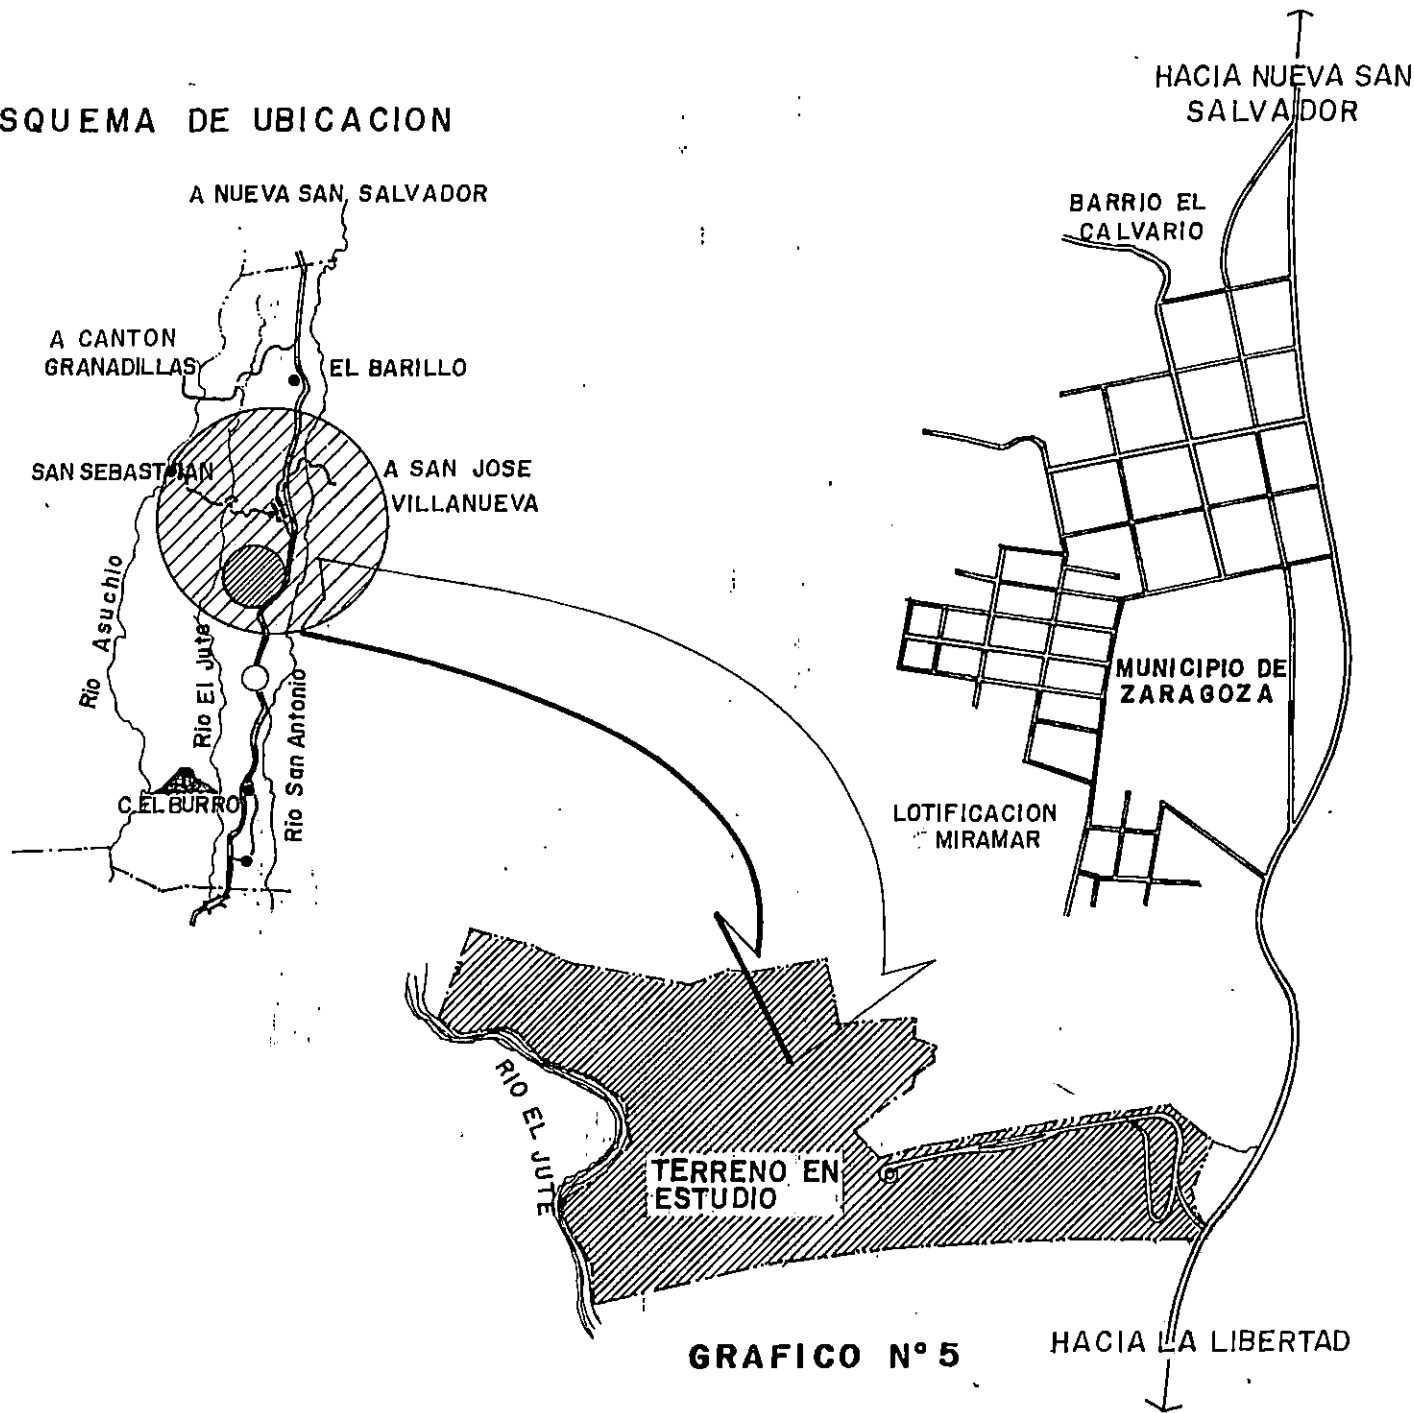 SQUEMA DE UBICACION
A NUEVA SAN SALVADOR
A CANTON
GRANADILLAS
EL BARILLO
SAN SEBASTIAN
A SAN JOSE
VILLANUEVA
Rio Asuchio
Rio El Jute
Rio San Antonio
C. EL BURRO
HACIA NUEVA SAN
SALVADOR
BARRIO EL
CALVARIO
MUNICIPIO DE
ZARAGOZA
LOTIFICACION
MIRAMAR
RIO EL JUTE
TERRENO EN
ESTUDIO
GRAFICO Nº 5
HACIA LA LIBERTAD